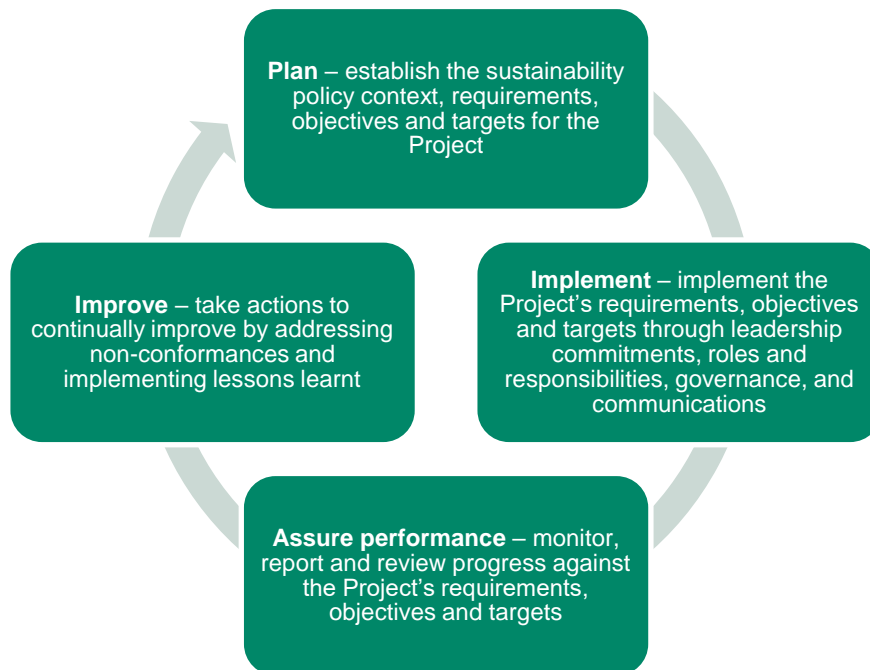 Plan – establish the sustainability
policy context, requirements,
objectives and targets for the
Project
Implement – implement the
Project's requirements, objectives
and targets through leadership
commitments, roles and
responsibilities, governance, and
communications
Assure performance – monitor,
report and review progress against
the Project's requirements,
objectives and targets
Improve – take actions to
continually improve by addressing
non-conformances and
implementing lessons learnt